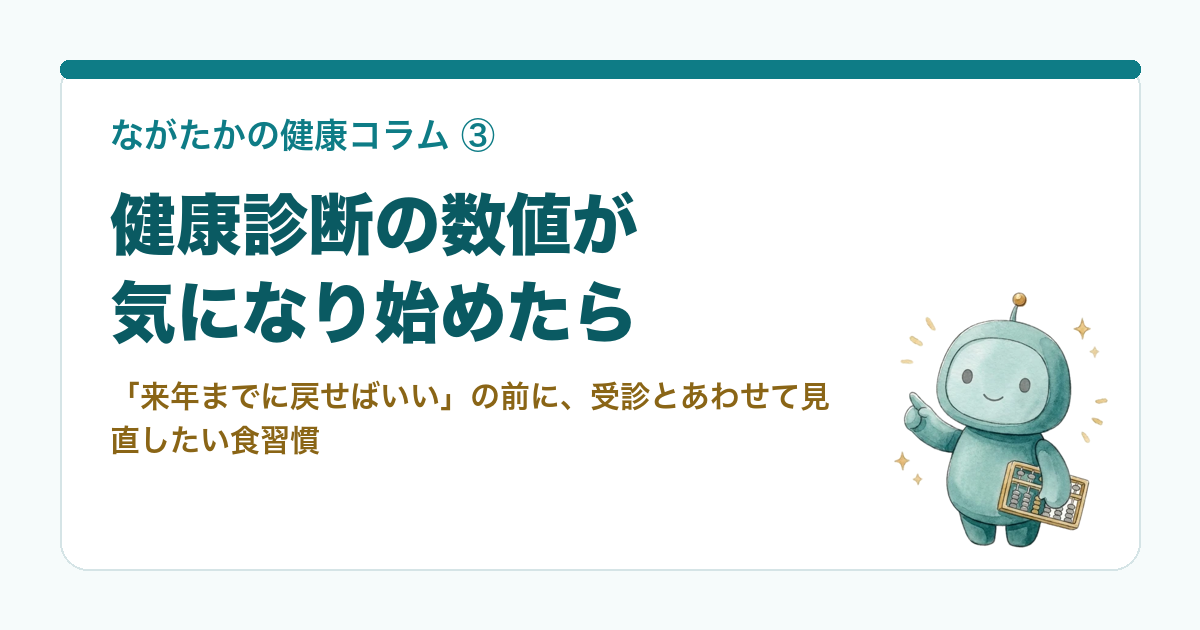 ながたかの健康コラム ③
健康診断の数値が
気になり始めたら
「来年までに戻せばいい」の前に、受診とあわせて見
直したい食習慣